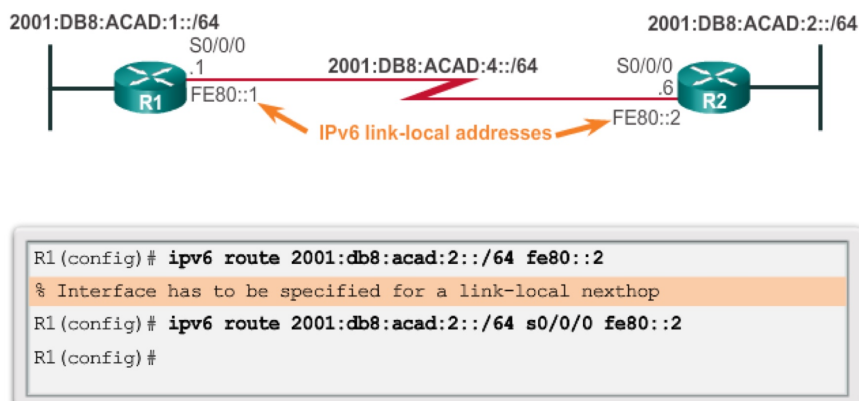 2001:DB8:ACAD:1::/64
2001:DB8:ACAD:2::/64
S0/0/0
.1
2001:DB8:ACAD:4::/64
S0/0/0
.6
R1
FE80::1
R2
FE80::2
IPv6 link-local addresses
R1(config)# ipv6 route 2001:db8:acad:2::/64 fe80::2
% Interface has to be specified for a link-local nexthop
R1(config)# ipv6 route 2001:db8:acad:2::/64 s0/0/0 fe80::2
R1(config)#